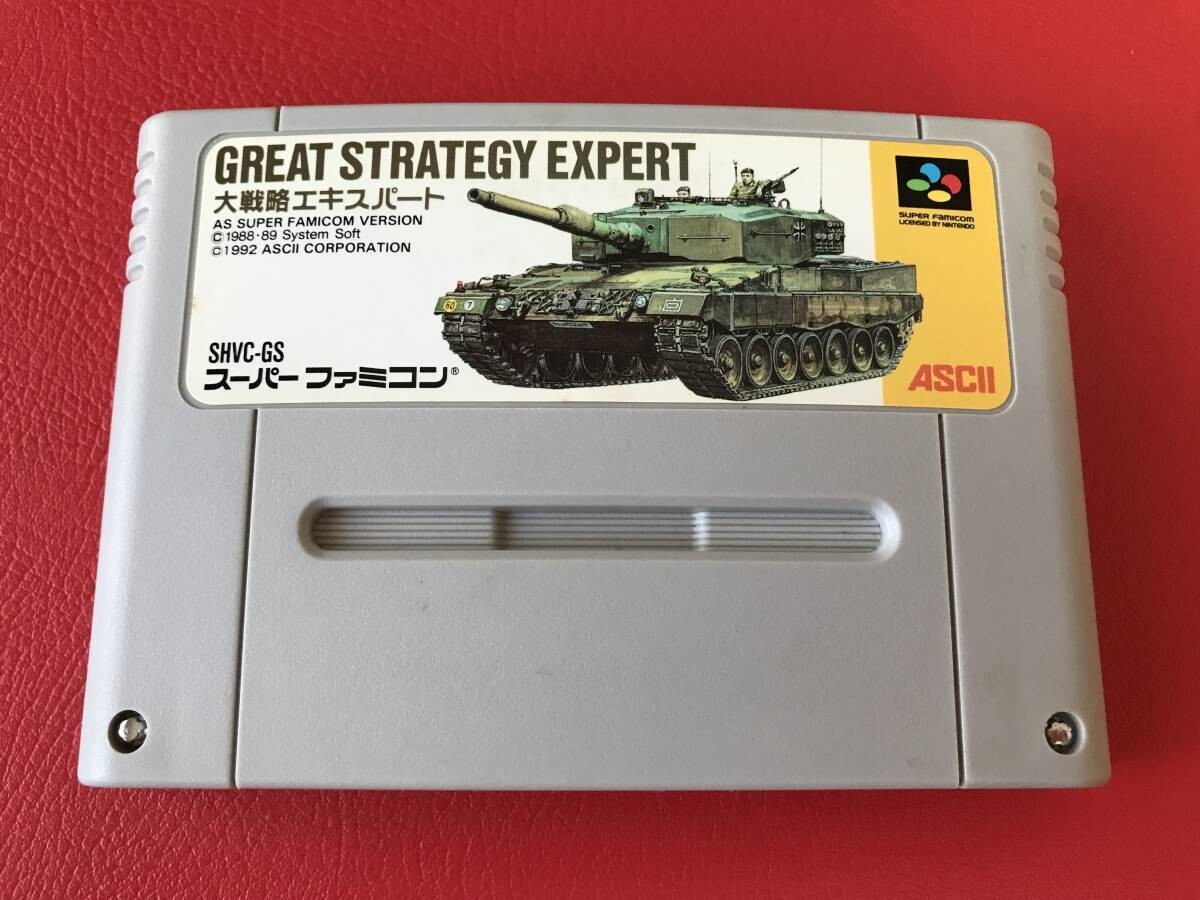 GREAT STRATEGY EXPERT
大戦略エキスパート
AS SUPER FAMICOM VERSION
©1988·89 System Soft
©1992 ASCII CORPORATION
SHVC-GS
スーパーファミコン®
60
7
SUPER FAMICOM
LICENSED BY NINTENDO
ASCII